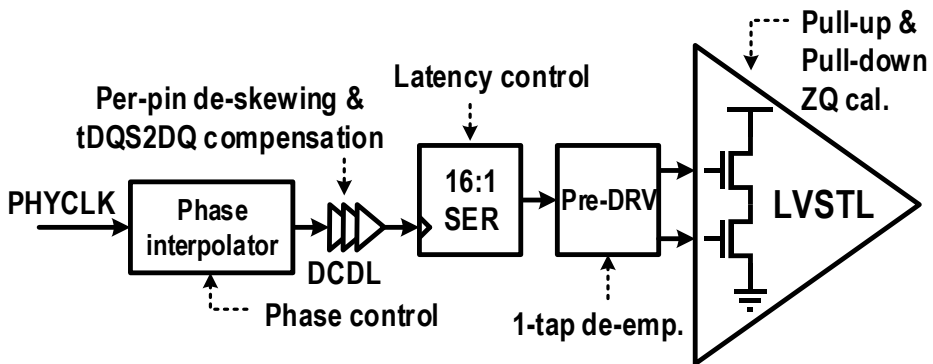 Pull-up &
Pull-down
ZQ cal.
Latency control
Per-pin de-skewing &
tDQS2DQ compensation
PHYCLK
Phase
interpolator
DCDL
16:1
SER
Pre-DRV
LVSTL
Phase control
1-tap de-emp.